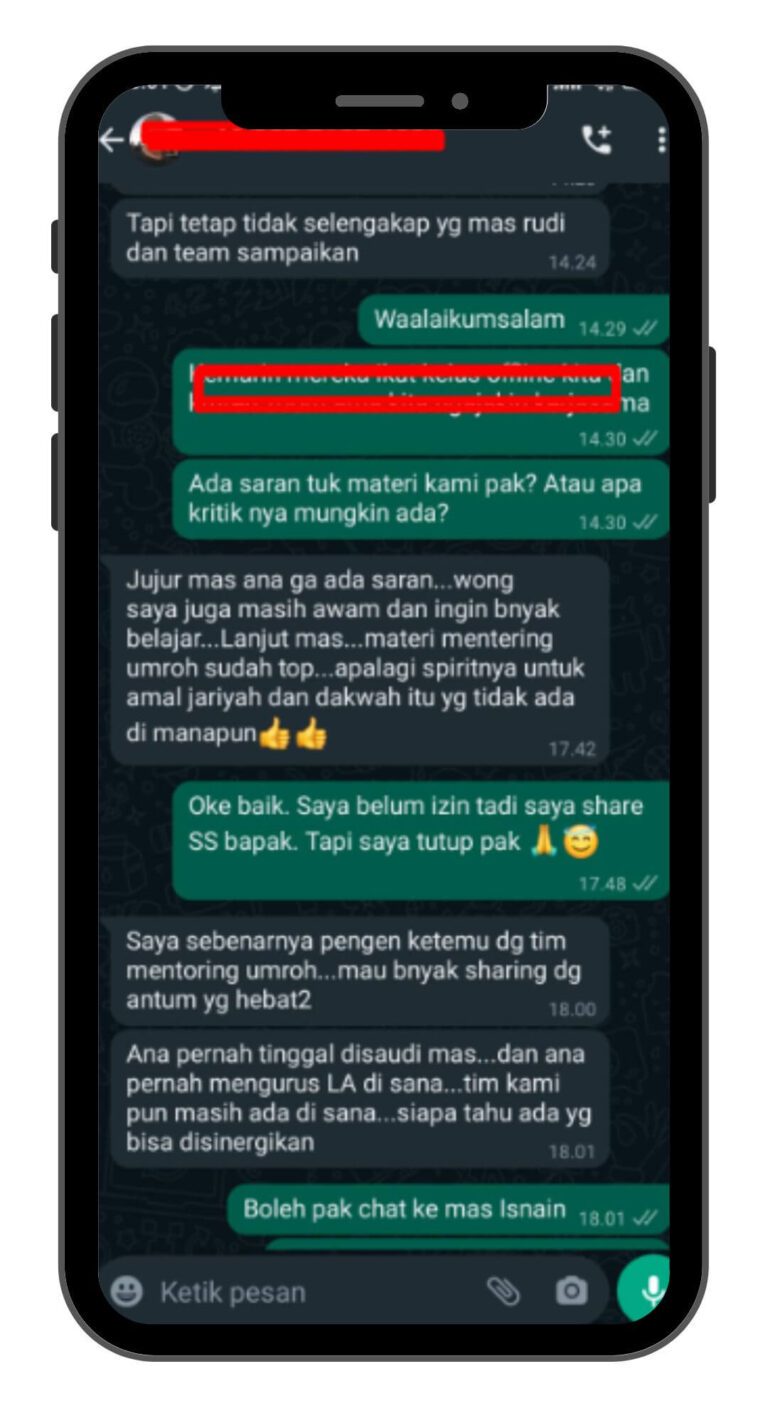 Tapi tetap tidak selengakap yg mas rudi
dan team sampaikan
14.24
Waalaikumsalam 14.29
an
ma
14.30
Ada saran tuk materi kami pak? Atau apa
kritik nya mungkin ada?
14.30
Jujur mas ana ga ada saran...wong
saya juga masih awam dan ingin bnyak
belajar...Lanjut mas...materi mentering
umroh sudah top...apalagi spiritnya untuk
amal jariyah dan dakwah itu yg tidak ada
di manapun👍👍
17.42
Oke baik. Saya belum izin tadi saya share
SS bapak. Tapi saya tutup pak 🙏😇
17.48
Saya sebenarnya pengen ketemu dg tim
mentoring umroh...mau bnyak sharing dg
antum yg hebat2
18.00
Ana pernah tinggal disaudi mas...dan ana
pernah mengurus LA di sana...tim kami
pun masih ada di sana...siapa tahu ada yg
bisa disinergikan
18.01
Boleh pak chat ke mas Isnain 18.01
Ketik pesan